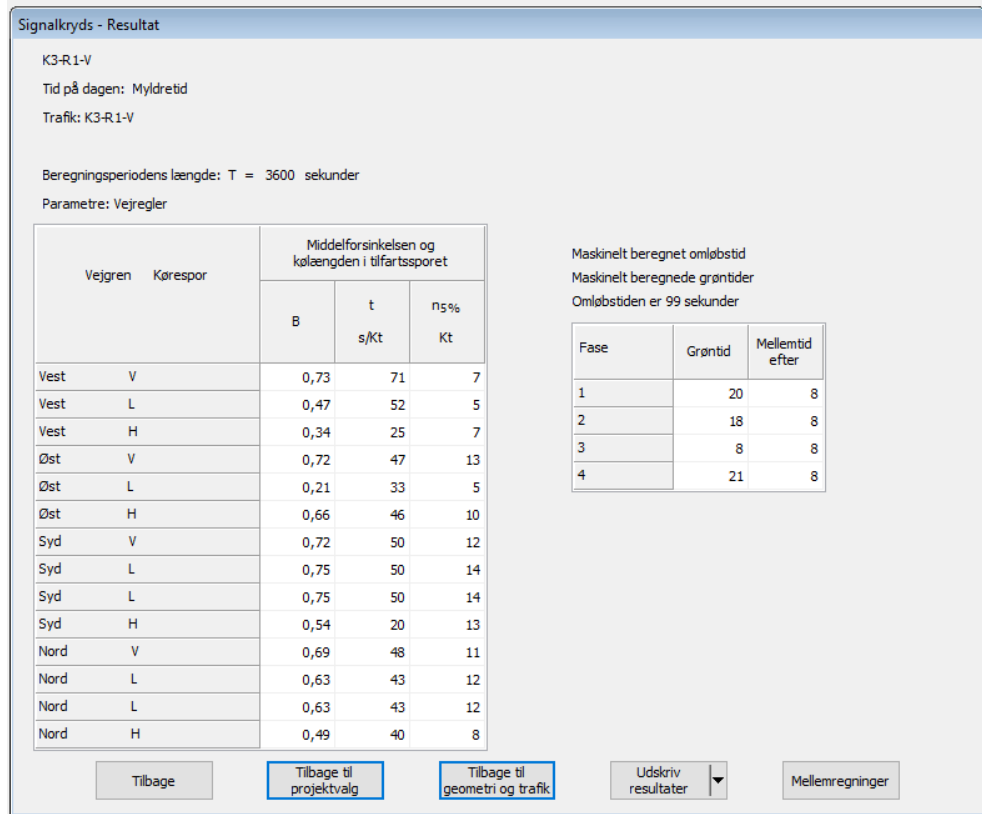 Signalkryds - Resultat
K3-R1-V
Tid på dagen: Myldretid
Trafik: K3-R1-V
Beregningsperiodens længde: T = 3600 sekunder
Parametre: Vejregler
Vejgren Kørespor
Middelforsinkelsen og
kølængden i tilfartssporet
B
t
s/Kt
n5%
Kt
Vest V 0,73 71 7
Vest L 0,47 52 5
Vest H 0,34 25 7
Øst V 0,72 47 13
Øst L 0,21 33 5
Øst H 0,66 46 10
Syd V 0,72 50 12
Syd L 0,75 50 14
Syd L 0,75 50 14
Syd H 0,54 20 13
Nord V 0,69 48 11
Nord L 0,63 43 12
Nord L 0,63 43 12
Nord H 0,49 40 8
Maskinelt beregnet omløbstid
Maskinelt beregnede grøntider
Omløbstiden er 99 sekunder
Fase Grøntid Mellemtid
efter
1 20 8
2 18 8
3 8 8
4 21 8
Tilbage
Tilbage til
projektvalg
Tilbage til
geometri og trafik
Udskriv
resultater
Mellemregninger